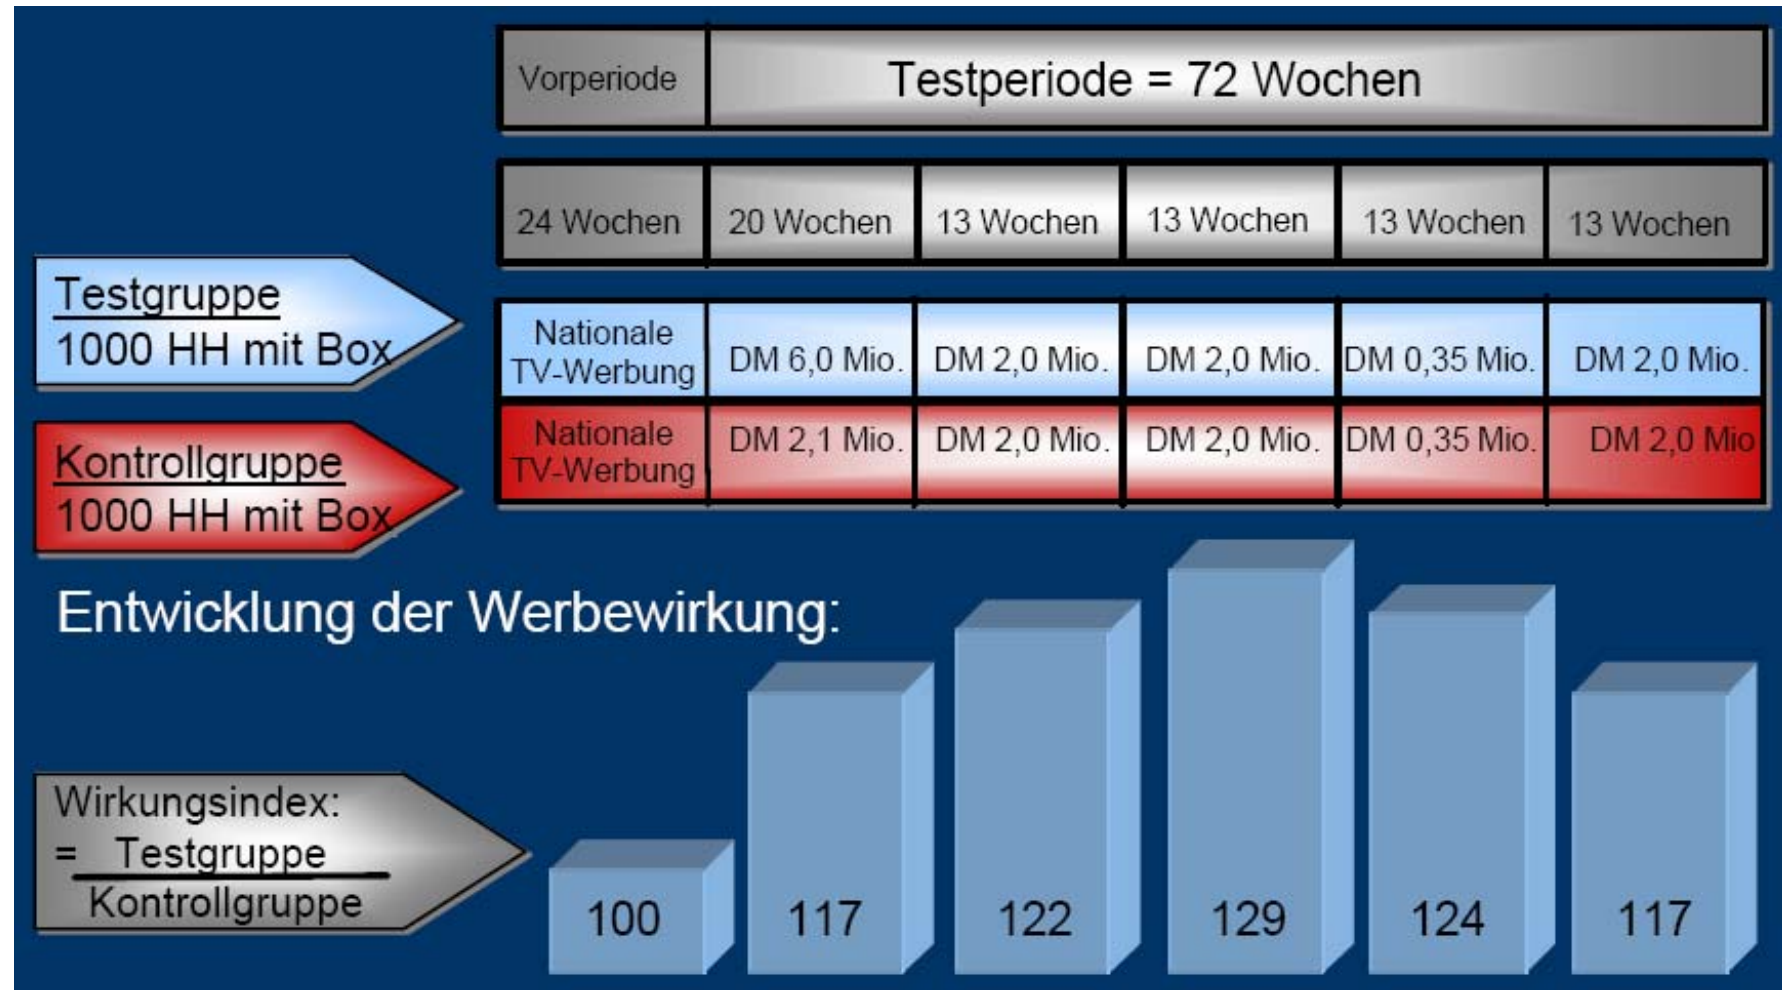 Vorperiode
Testperiode = 72 Wochen
24 Wochen
20 Wochen
13 Wochen
13 Wochen
13 Wochen
13 Wochen
Testgruppe
1000 HH mit Box
Nationale
TV-Werbung
DM 6,0 Mio.
DM 2,0 Mio.
DM 2,0 Mio.
DM 0,35 Mio.
DM 2,0 Mio.
Kontrollgruppe
1000 HH mit Box
Nationale
TV-Werbung
DM 2,1 Mio.
DM 2,0 Mio.
DM 2,0 Mio.
DM 0,35 Mio.
DM 2,0 Mio
Entwicklung der Werbewirkung:
Wirkungsindex:
= Testgruppe
Kontrollgruppe
100
117
122
129
124
117